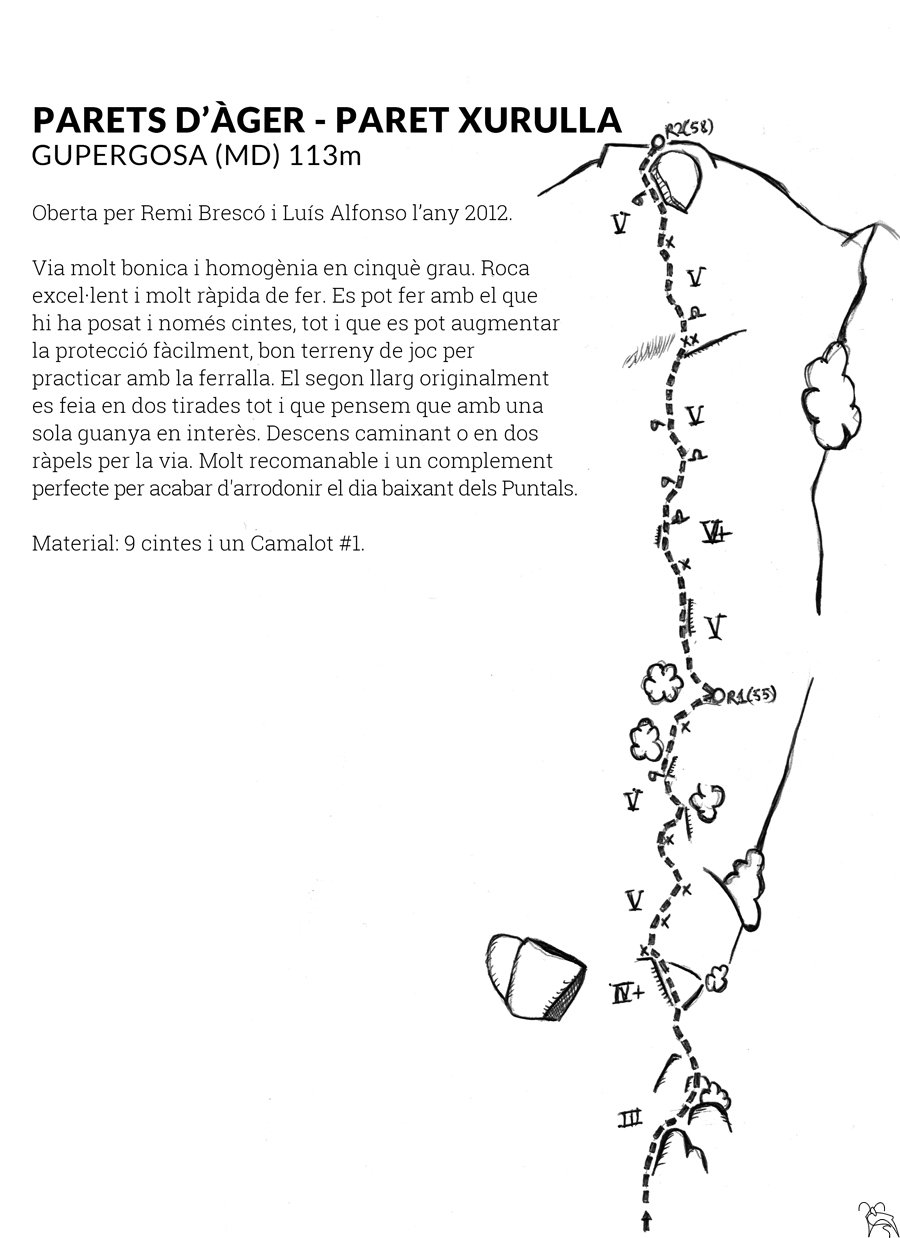 PARETS D’ÀGER - PARET XURULLA
GUPERGOSA (MD) 113m
Oberta per Remi Brescó i Luís Alfonso l’any 2012.
Via molt bonica i homogènia en cinquè grau. Roca
excel·lent i molt ràpida de fer. Es pot fer amb el que
hi ha posat i només cintes, tot i que es pot augmentar
la protecció fàcilment, bon terreny de joc per
practicar amb la ferralla. El segon llarg originalment
es feia en dos tirades tot i que pensem que amb una
sola guanya en interès. Descens caminant o en dos
ràpels per la via. Molt recomanable i un complement
perfecte per acabar d'arrodonir el dia baixant dels Puntals.
Material: 9 cintes i un Camalot #1.
R2(58)
V
V
V
V+
V
R1(55)
V
V
IV+
III